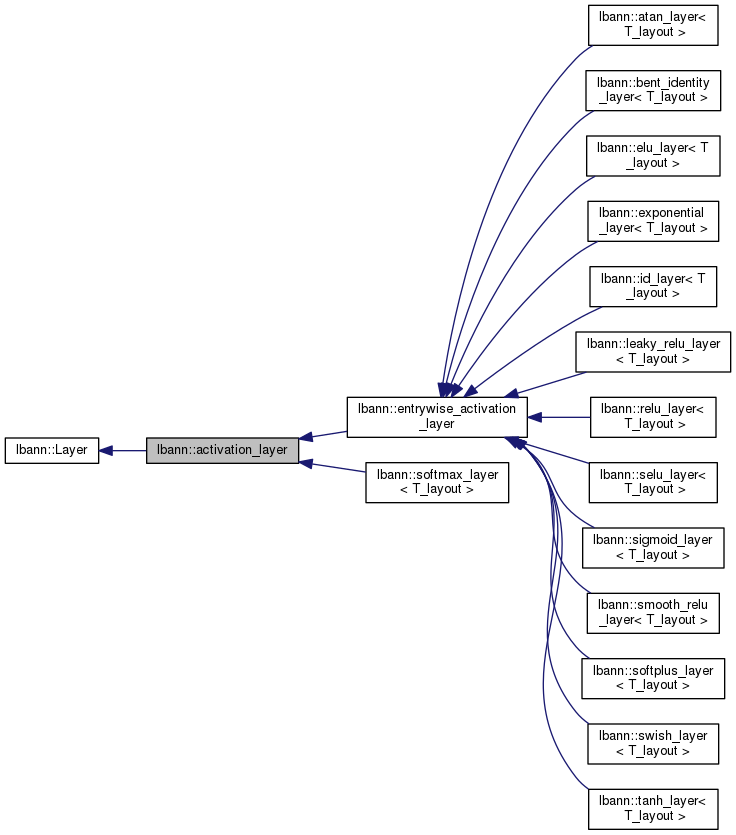 lbann::atan_layer<
T_layout >
lbann::bent_identity
_layer< T_layout >
lbann::elu_layer< T
_layout >
lbann::exponential
_layer< T_layout >
lbann::id_layer< T
_layout >
lbann::leaky_relu_layer
< T_layout >
lbann::entrywise_activation
_layer
lbann::relu_layer<
T_layout >
lbann::Layer
lbann::activation_layer
lbann::softmax_layer
< T_layout >
lbann::selu_layer<
T_layout >
lbann::sigmoid_layer
< T_layout >
lbann::smooth_relu
_layer< T_layout >
lbann::softplus_layer
< T_layout >
lbann::swish_layer
< T_layout >
lbann::tanh_layer<
T_layout >